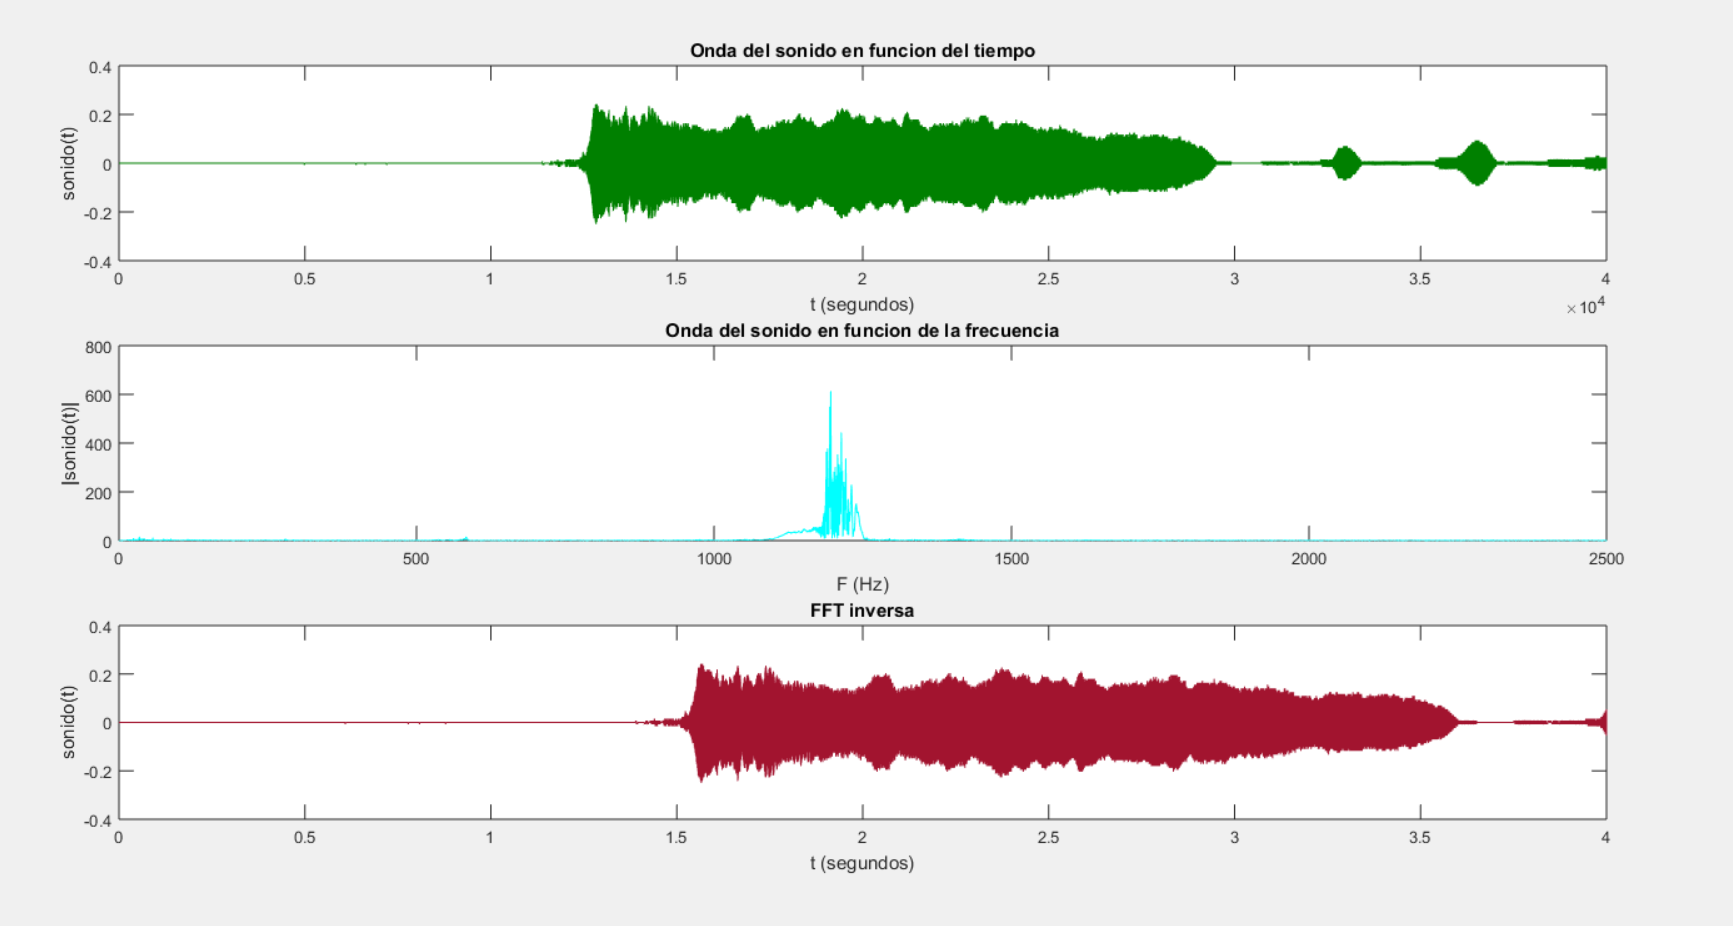 Onda del sonido en funcion del tiempo
0.4
0.2
0
-0.2
-0.4
sonido(t)
0 0.5 1 1.5 2 2.5 3 3.5 4
t (segundos)
×10^4
Onda del sonido en funcion de la frecuencia
800
600
400
200
0
|sonido(t)|
0 500 1000 1500 2000 2500
F (Hz)
FFT inversa
0.4
0.2
0
-0.2
-0.4
sonido(t)
0 0.5 1 1.5 2 2.5 3 3.5 4
t (segundos)